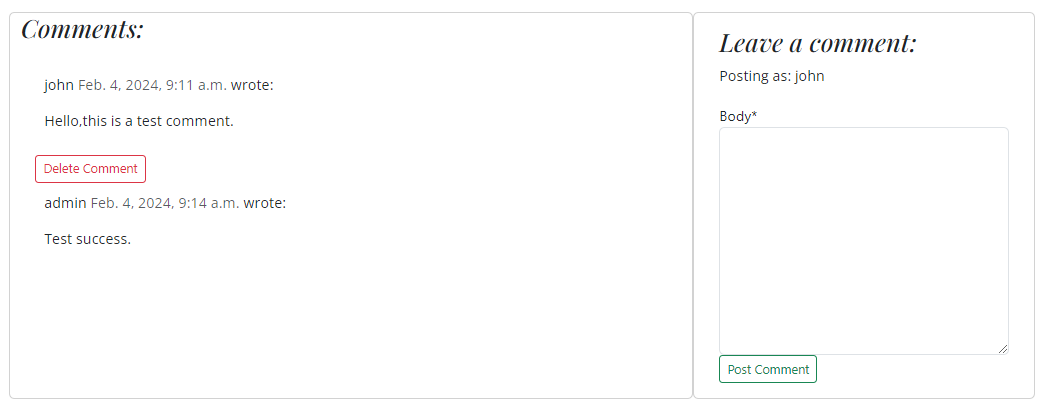 Comments:
john Feb. 4, 2024, 9:11 a.m. wrote:
Hello,this is a test comment.
Delete Comment
admin Feb. 4, 2024, 9:14 a.m. wrote:
Test success.
Leave a comment:
Posting as: john
Body*
Post Comment